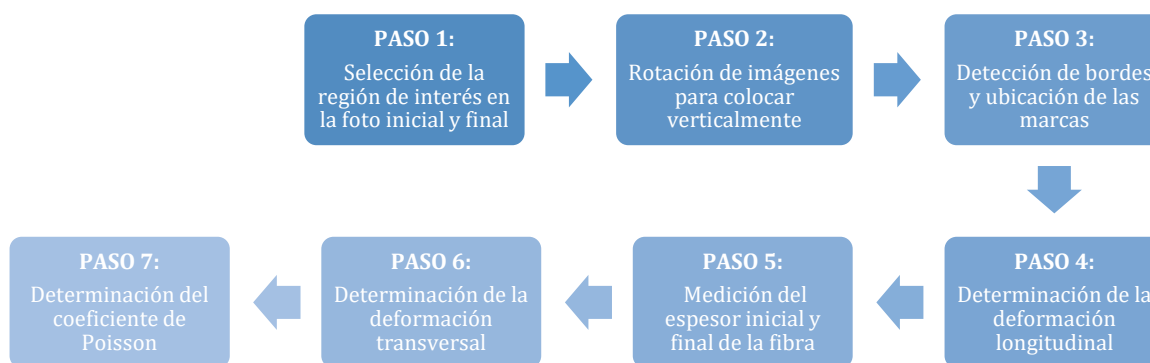 PASO 1:
Selección de la
región de interés en
la foto inicial y final
PASO 2:
Rotación de imágenes
para colocar
verticalmente
PASO 3:
Detección de bordes
y ubicación de las
marcas
PASO 4:
Determinación de la
deformación
longitudinal
PASO 5:
Medición del
espesor inicial y
final de la fibra
PASO 6:
Determinación de la
deformación
transversal
PASO 7:
Determinación del
coeficiente de
Poisson